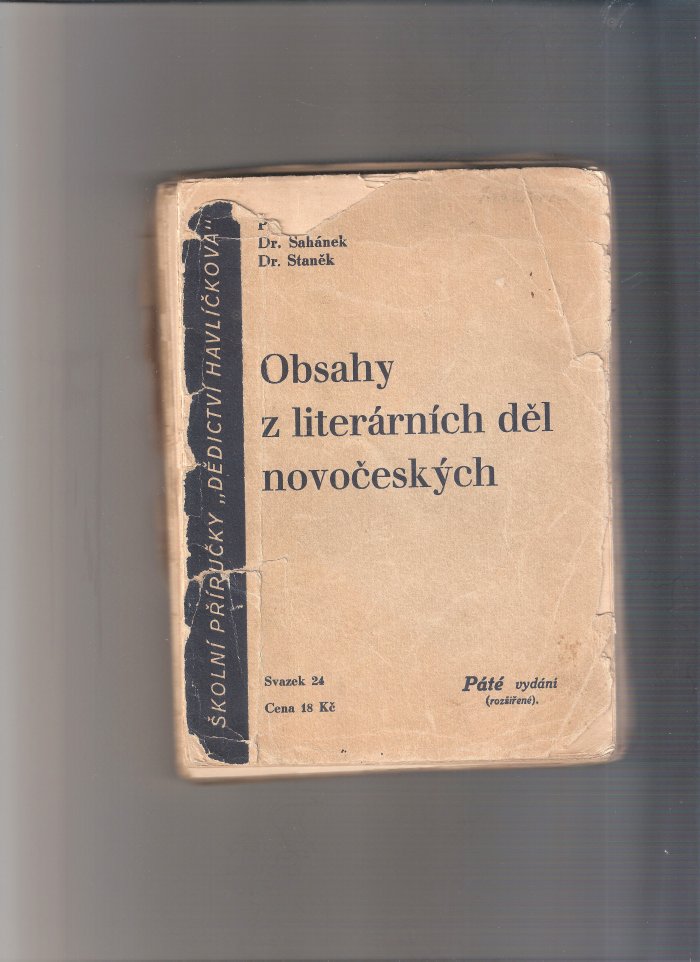 P
Dr. Sahánek
Dr. Staněk
Obsahy
z literárních děl
novočeských
Svazek 24
Cena 18 Kč
Páté vydání
(rozšířené).
ŠKOLNÍ PŘÍRUČKY „DĚDICTVÍ HAVLÍČKOVA"